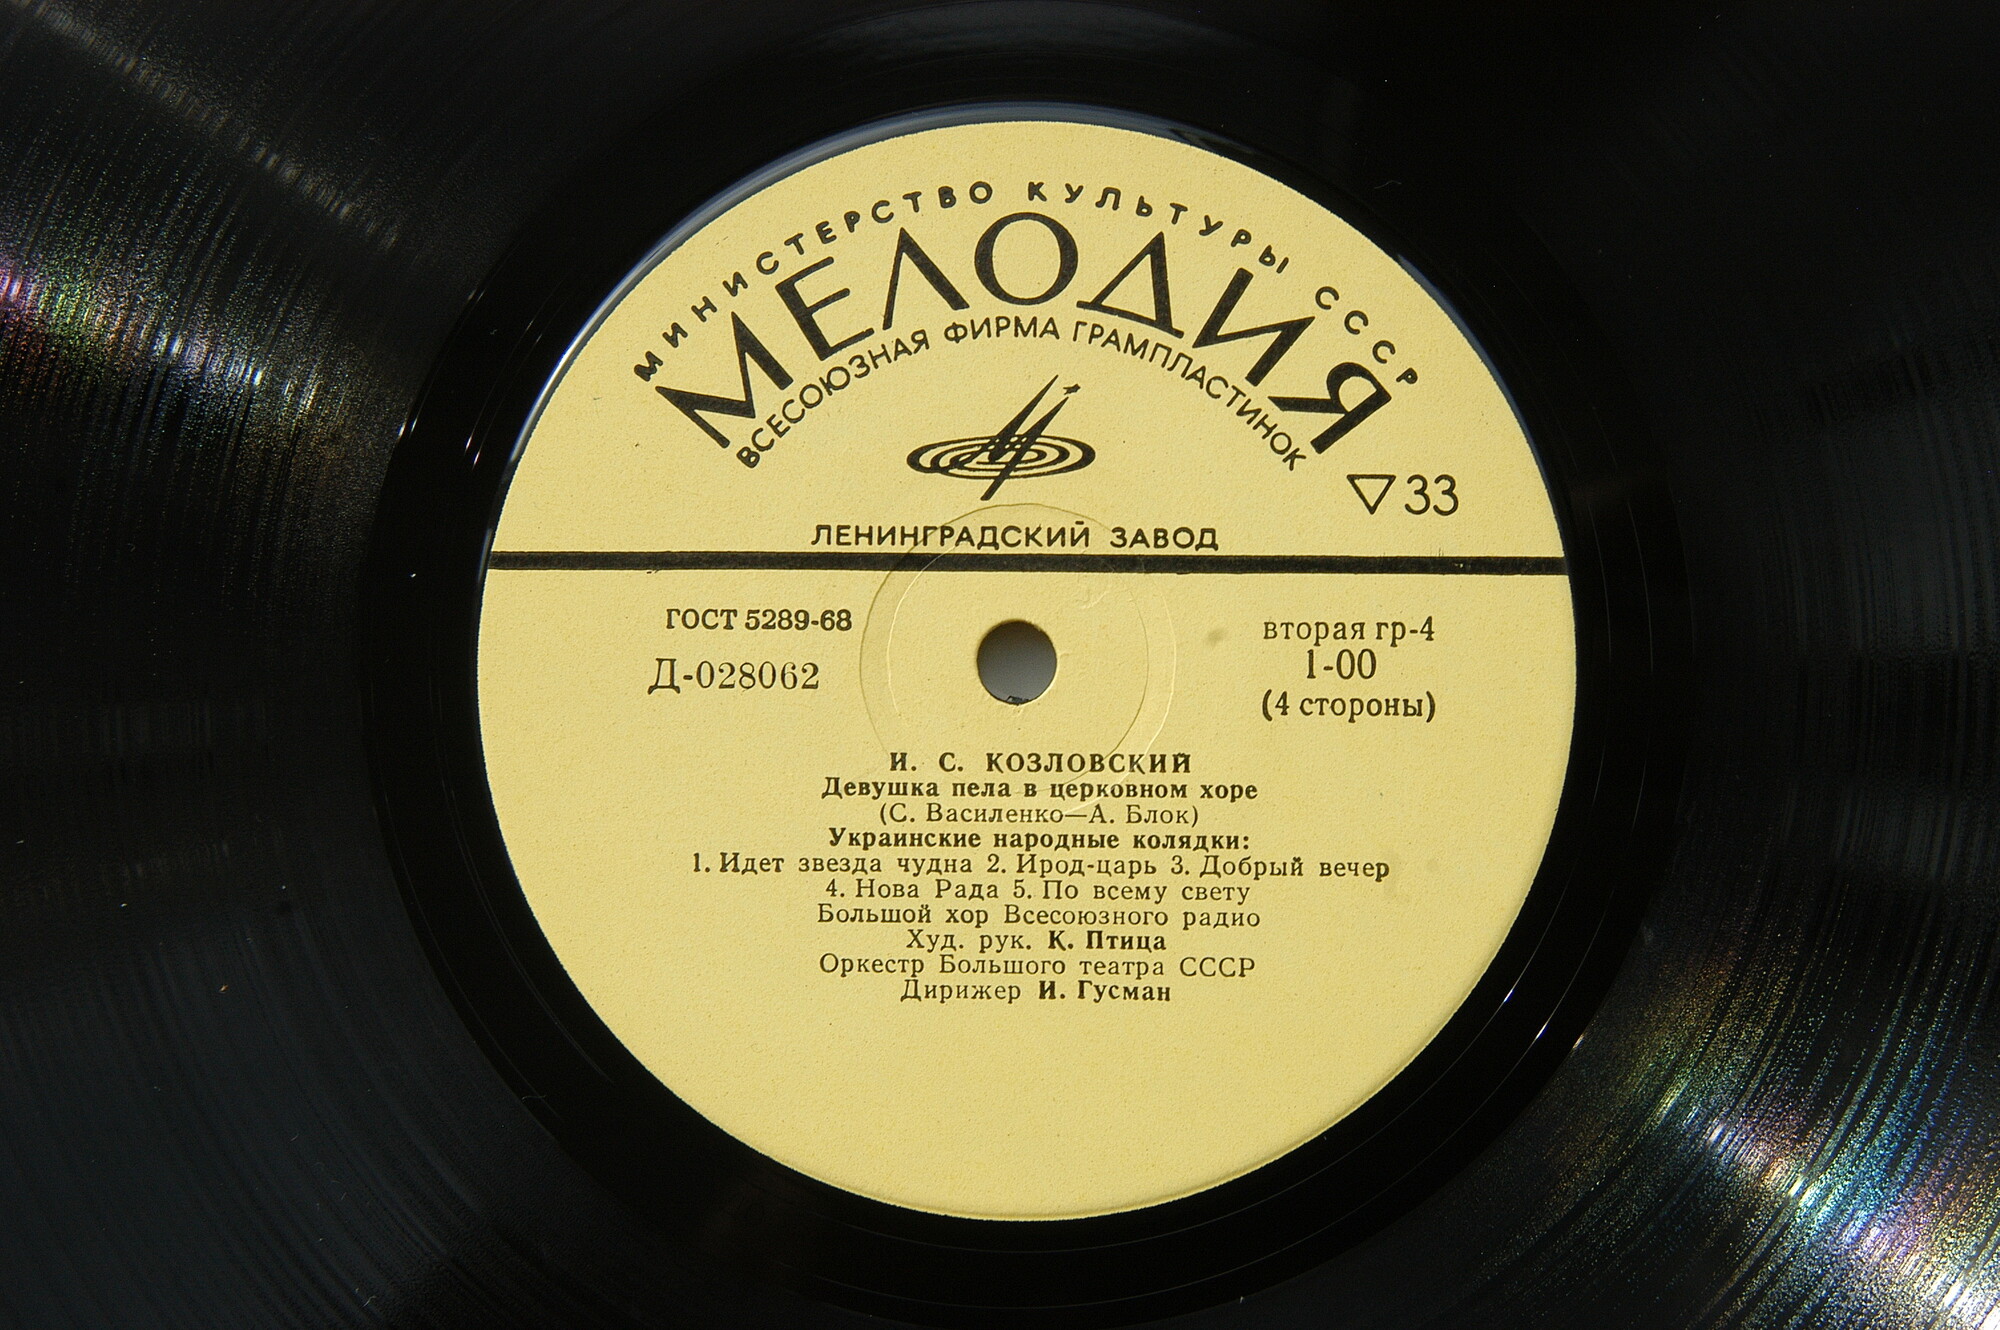 МИНИСТЕРСТВО КУЛЬТУРЫ СССР
МЕЛОДИЯ
ВСЕСОЮЗНАЯ ФИРМА ГРАМПЛАСТИНОК
▽33
ЛЕНИНГРАДСКИЙ ЗАВОД
ГОСТ 5289-68
Д-028062
вторая гр-4
1-00
(4 стороны)
И. С. КОЗЛОВСКИЙ
Девушка пела в церковном хоре
(С. Василенко—А. Блок)
Украинские народные колядки:
1. Идет звезда чудна 2. Ирод-царь 3. Добрый вечер
4. Нова Рада 5. По всему свету
Большой хор Всесоюзного радио
Худ. рук. К. Птица
Оркестр Большого театра СССР
Дирижер И. Гусман